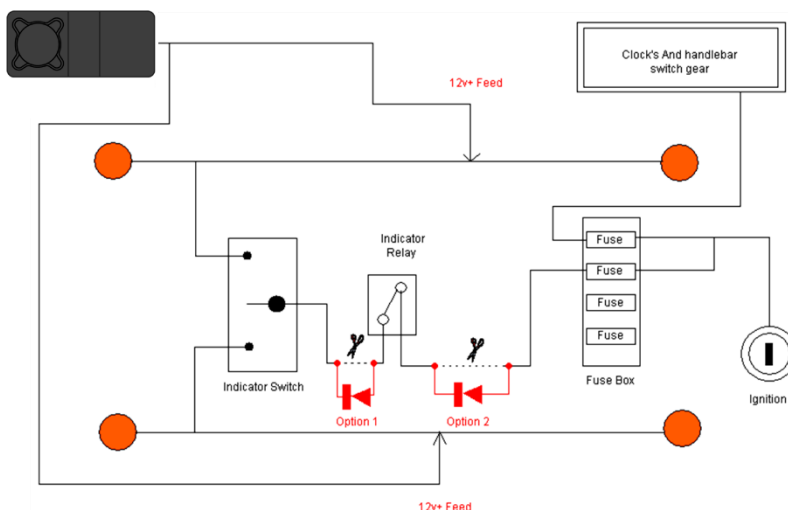 Clock's And handlebar
switch gear
12v+ Feed
Indicator
Relay
Fuse
Fuse
Fuse
Fuse
Indicator Switch
Option 1
Option 2
Fuse Box
Ignition
12v+ Feed